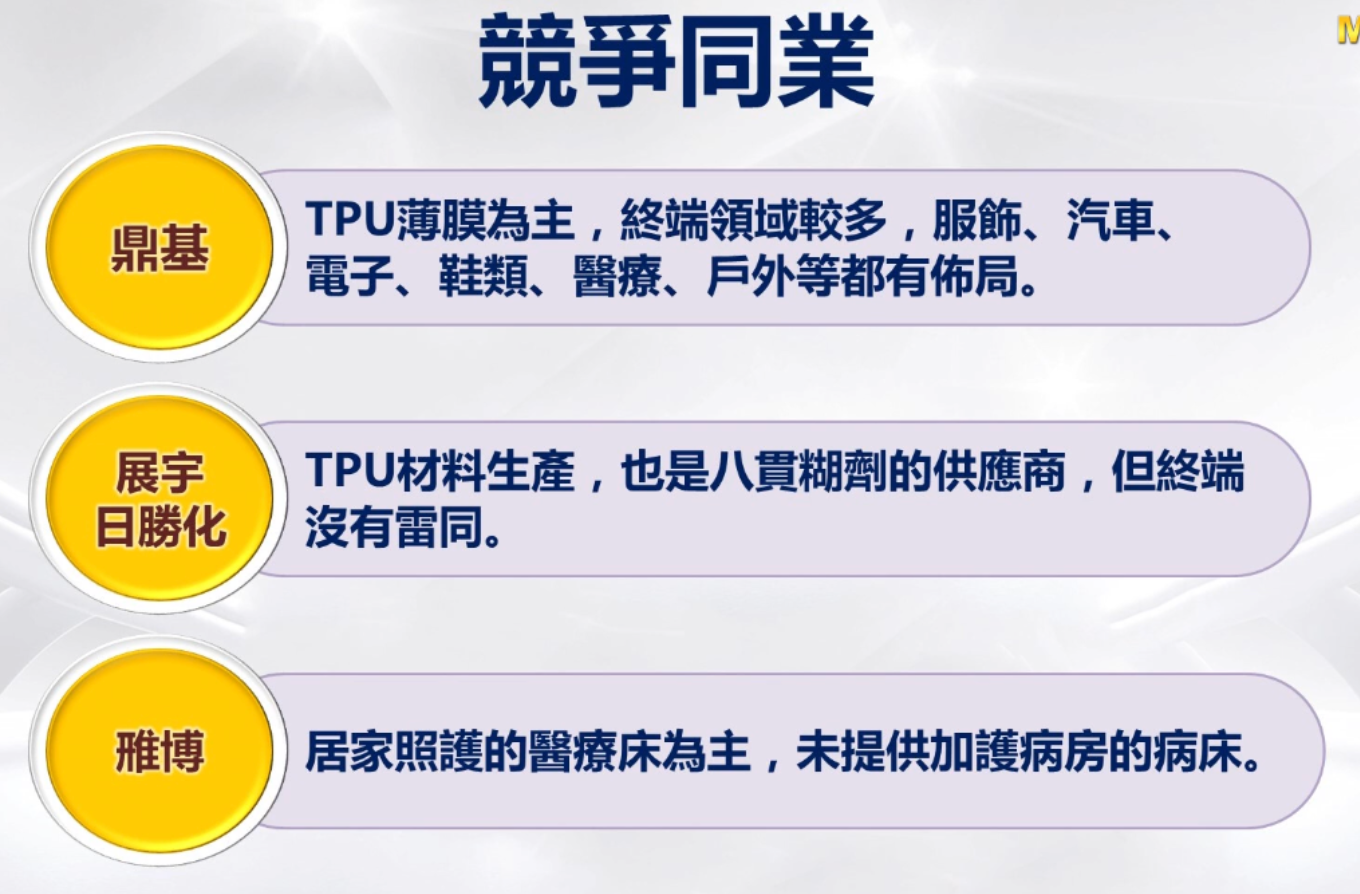 競爭同業
M
鼎基
TPU薄膜為主，終端領域較多，服飾、汽車、
電子、鞋類、醫療、戶外等都有佈局。
展宇
日勝化
TPU材料生產，也是八貫糊劑的供應商，但終端
沒有雷同。
雃博
居家照護的醫療床為主，未提供加護病房的病床。